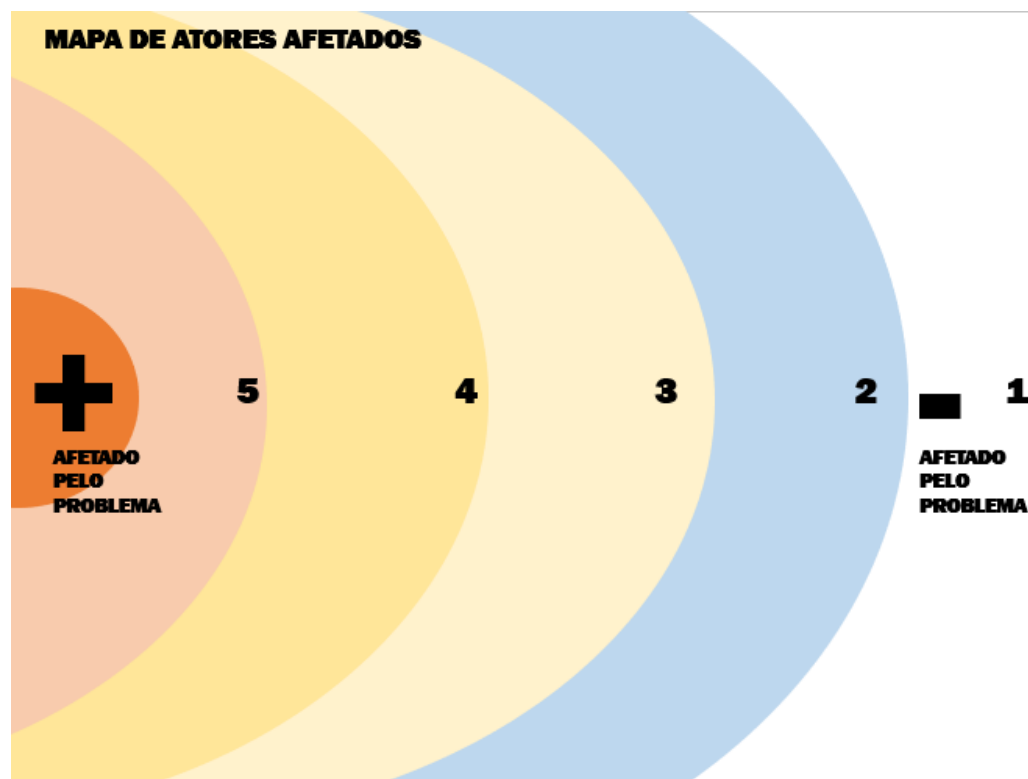 MAPA DE ATORES AFETADOS
+
5
4
3
2
-
1
AFETADO
PELO
PROBLEMA
AFETADO
PELO
PROBLEMA